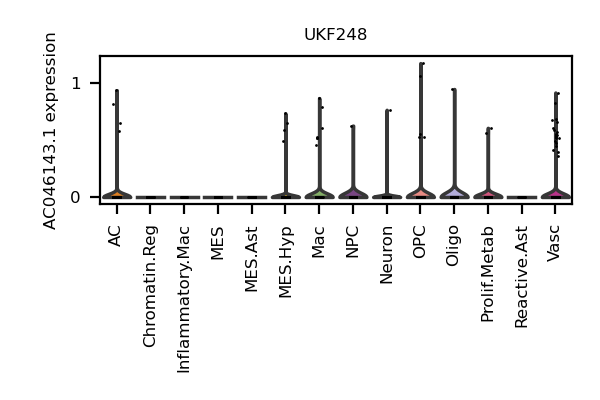 UKF248
AC046143.1 expression
1
0
AC
Chromatin.Reg
Inflammatory.Mac
MES
MES.Ast
MES.Hyp
Mac
NPC
Neuron
OPC
Oligo
Prolif.Metab
Reactive.Ast
Vasc